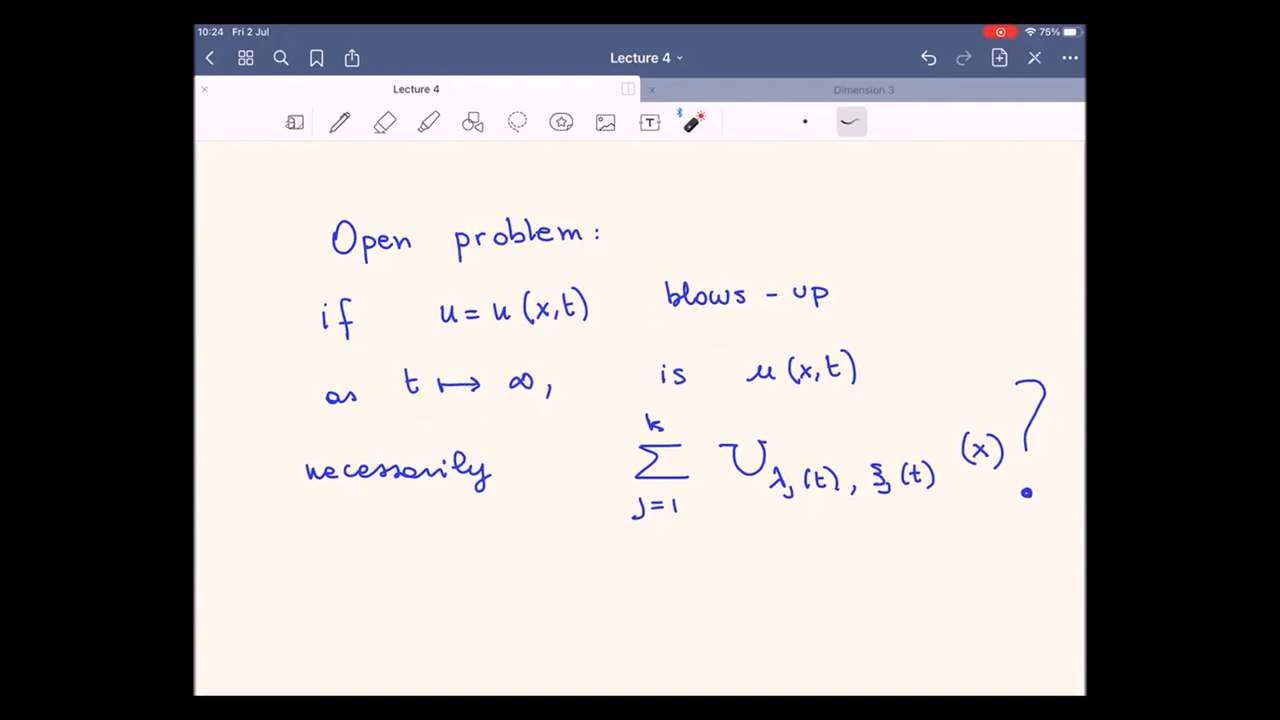 10:24 Fri 2 Jul 75%
Lecture 4
Lecture 4 Dimension 3
Open problem:
if u = u(x,t) blows-up
as t ↦ ∞, is u(x,t)
necessarily ∑_{j=1}^{k} U_{λ_j(t), ξ_j(t)} (x) ?